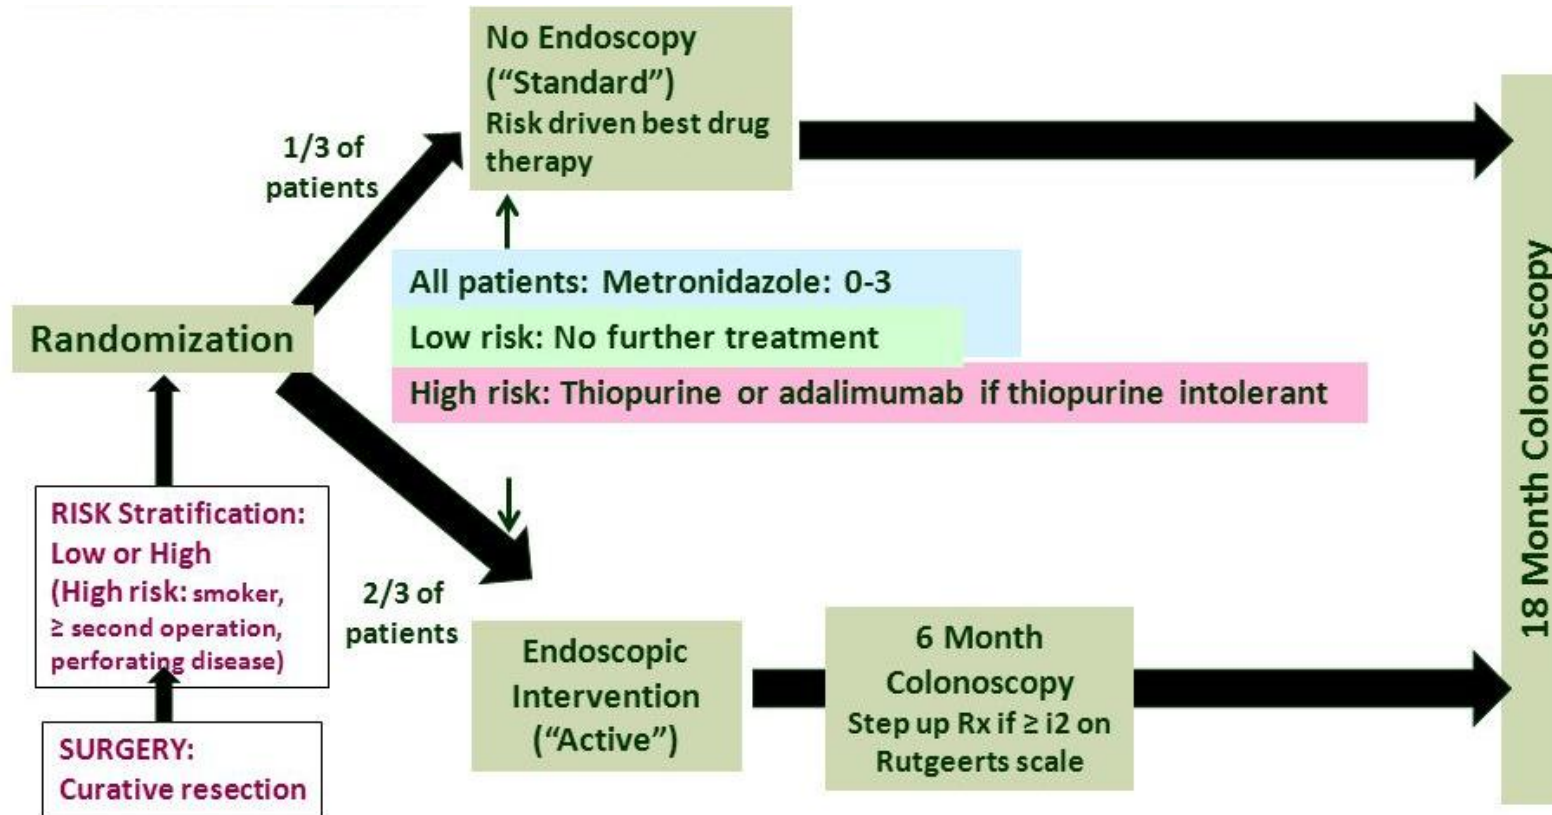 No Endoscopy
(“Standard”)
Risk driven best drug
therapy
1/3 of
patients
All patients: Metronidazole: 0-3
Low risk: No further treatment
High risk: Thiopurine or adalimumab if thiopurine intolerant
Randomization
RISK Stratification:
Low or High
(High risk: smoker,
≥ second operation,
perforating disease)
SURGERY:
Curative resection
2/3 of
patients
Endoscopic
Intervention
(“Active”)
6 Month
Colonoscopy
Step up Rx if ≥ i2 on
Rutgeerts scale
18 Month Colonoscopy